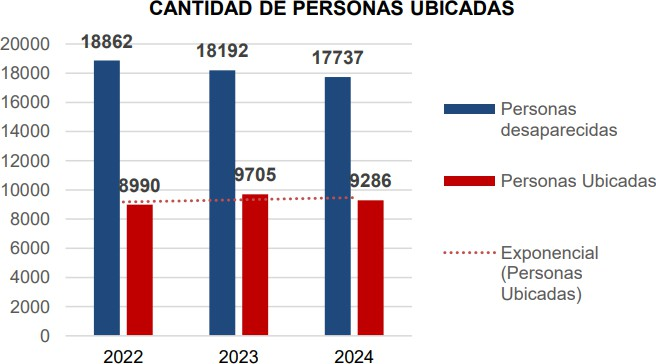 CANTIDAD DE PERSONAS UBICADAS
20000
18000
16000
14000
12000
10000
8000
6000
4000
2000
0
18862
8990
18192
9705
17737
9286
2022
2023
2024
Personas
desaparecidas
Personas Ubicadas
Exponencial
(Personas
Ubicadas)